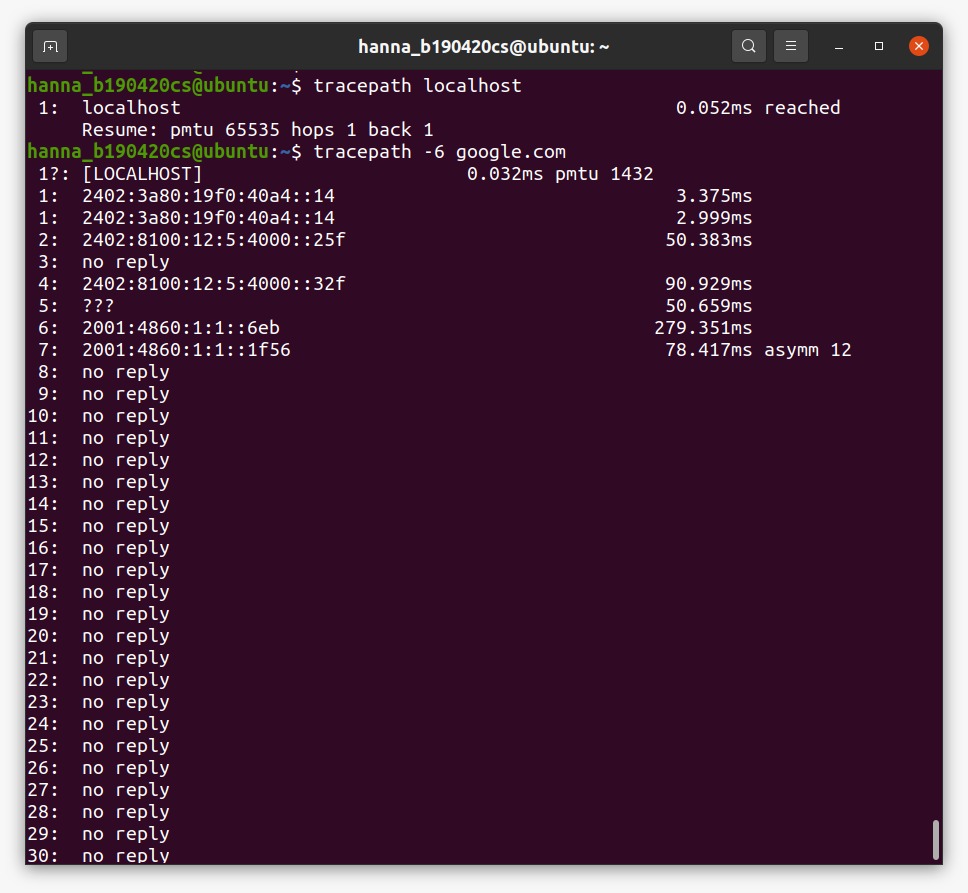 hanna_b190420cs@ubuntu: ~
hanna_b190420cs@ubuntu:~$ tracepath localhost
 1:  localhost                                             0.052ms reached
     Resume: pmtu 65535 hops 1 back 1
hanna_b190420cs@ubuntu:~$ tracepath -6 google.com
 1?: [LOCALHOST]                        0.032ms pmtu 1432
 1:  2402:3a80:19f0:40a4::14                               3.375ms
 1:  2402:3a80:19f0:40a4::14                               2.999ms
 2:  2402:8100:12:5:4000::25f                             50.383ms
 3:  no reply
 4:  2402:8100:12:5:4000::32f                             90.929ms
 5:  ???                                                  50.659ms
 6:  2001:4860:1:1::6eb                                  279.351ms
 7:  2001:4860:1:1::1f56                                  78.417ms asymm 12
 8:  no reply
 9:  no reply
10:  no reply
11:  no reply
12:  no reply
13:  no reply
14:  no reply
15:  no reply
16:  no reply
17:  no reply
18:  no reply
19:  no reply
20:  no reply
21:  no reply
22:  no reply
23:  no reply
24:  no reply
25:  no reply
26:  no reply
27:  no reply
28:  no reply
29:  no reply
30:  no reply